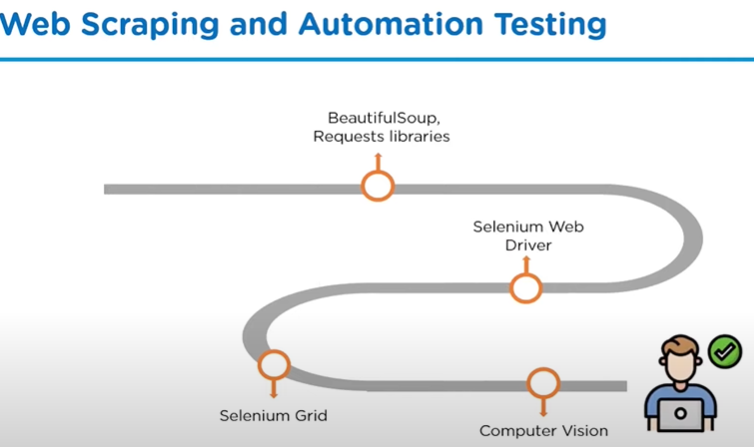 Web Scraping and Automation Testing
BeautifulSoup,
Requests libraries
Selenium Web
Driver
Selenium Grid
Computer Vision